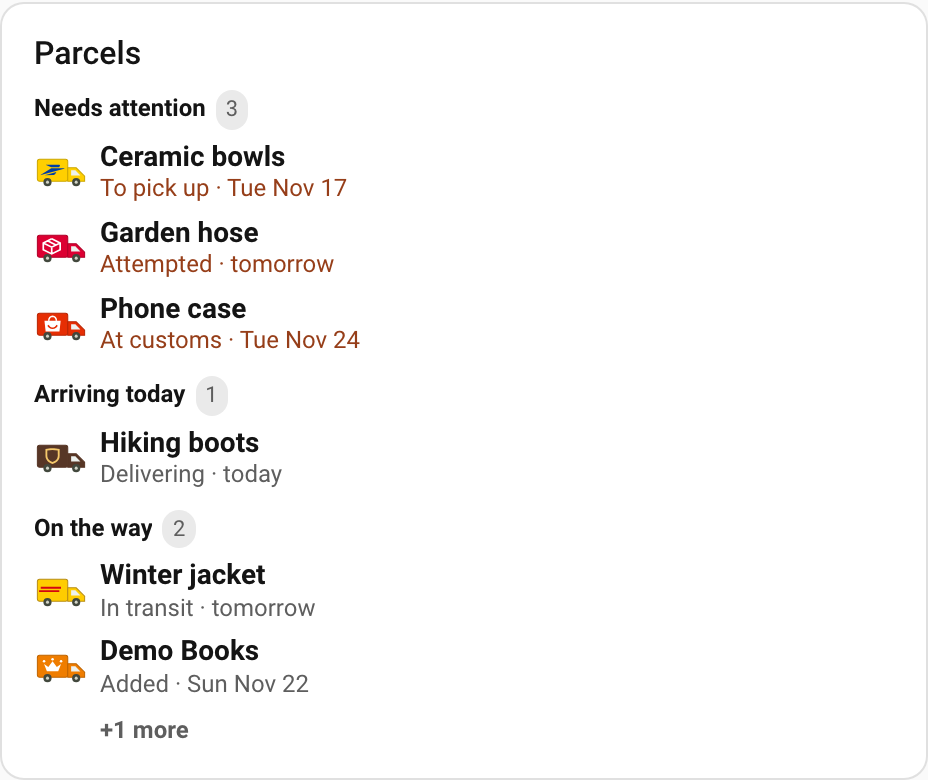 Parcels
Needs attention 3
Ceramic bowls
To pick up · Tue Nov 17
Garden hose
Attempted · tomorrow
Phone case
At customs · Tue Nov 24
Arriving today 1
Hiking boots
Delivering · today
On the way 2
Winter jacket
In transit · tomorrow
Demo Books
Added · Sun Nov 22
+1 more